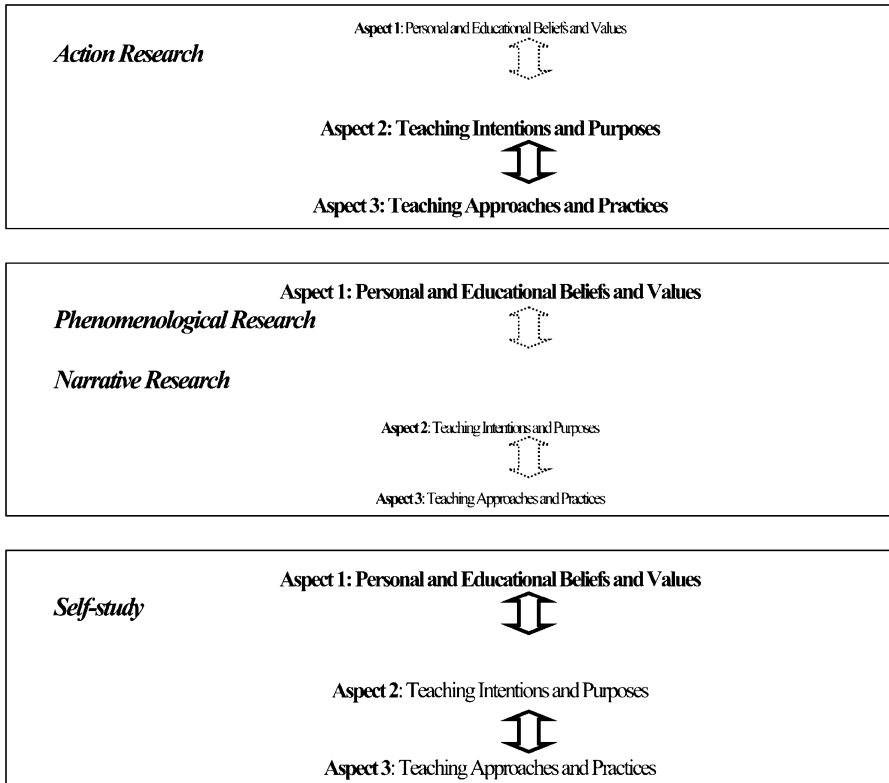 Aspect 1: Personal and Educational Beliefs and Values
Action Research
Aspect 2: Teaching Intentions and Purposes
Aspect 3: Teaching Approaches and Practices
Aspect 1: Personal and Educational Beliefs and Values
Phenomenological Research
Narrative Research
Aspect 2: Teaching Intentions and Purposes
Aspect 3: Teaching Approaches and Practices
Aspect 1: Personal and Educational Beliefs and Values
Self-study
Aspect 2: Teaching Intentions and Purposes
Aspect 3: Teaching Approaches and Practices